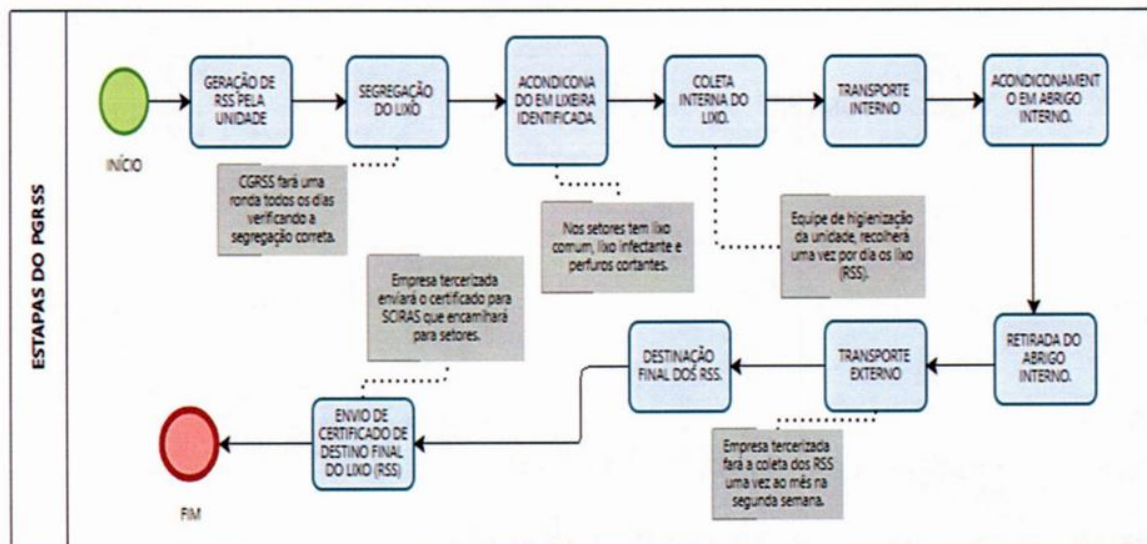 ESTAPAS DO PGRSS
INÍCIO
GERAÇÃO DE
RSS PELA
UNIDADE
SEGREGAÇÃO
DO LIXO
ACONDICONA
DO EM LIXEIRA
IDENTIFICADA.
COLETA
INTERNA DO
LIXO.
TRANSPORTE
INTERNO
ACONDICONAMENT
O EM ABRIGO
INTERNO.
CGRSS fará uma
ronda todos os dias
verificando a
segregação correta.
Nos setores tem lixo
comum, lixo infectante e
perfuros cortantes.
Equipe de higienização
da unidade, recolherá
uma vez por dia os lixo
(RSS).
Empresa tercerizada
enviará o certificado para
SCIRAS que encamihará
para setores.
RETIRADA DO
ABRIGO
INTERNO.
TRANSPORTE
EXTERNO
DESTINAÇÃO
FINAL DOS RSS.
ENVIO DE
CERTIFICADO DE
DESTINO FINAL
DO LIXO (RSS)
FIM
Empresa tercerizada
fará a coleta dos RSS
uma vez ao mês na
segunda semana.